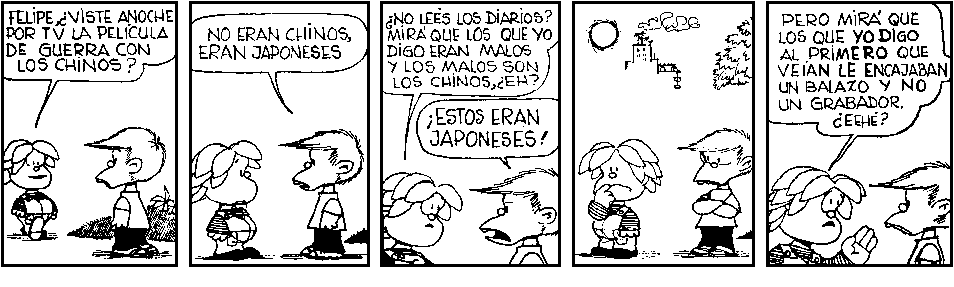 FELIPE,¿VISTE ANOCHE
POR TV LA PELÍCULA
DE GUERRA CON
LOS CHINOS?
NO ERAN CHINOS,
ERAN JAPONESES
¿NO LEÉS LOS DIARIOS?
MIRÁ QUE LOS QUE YO
DIGO ERAN MALOS
Y LOS MALOS SON
LOS CHINOS,¿EH?
¡ESTOS ERAN
JAPONESES!
PERO MIRÁ QUE
LOS QUE YO DIGO
AL PRIMERO QUE
VEÍAN LE ENCAJABAN
UN BALAZO Y NO
UN GRABADOR.
¿EEHÉ?